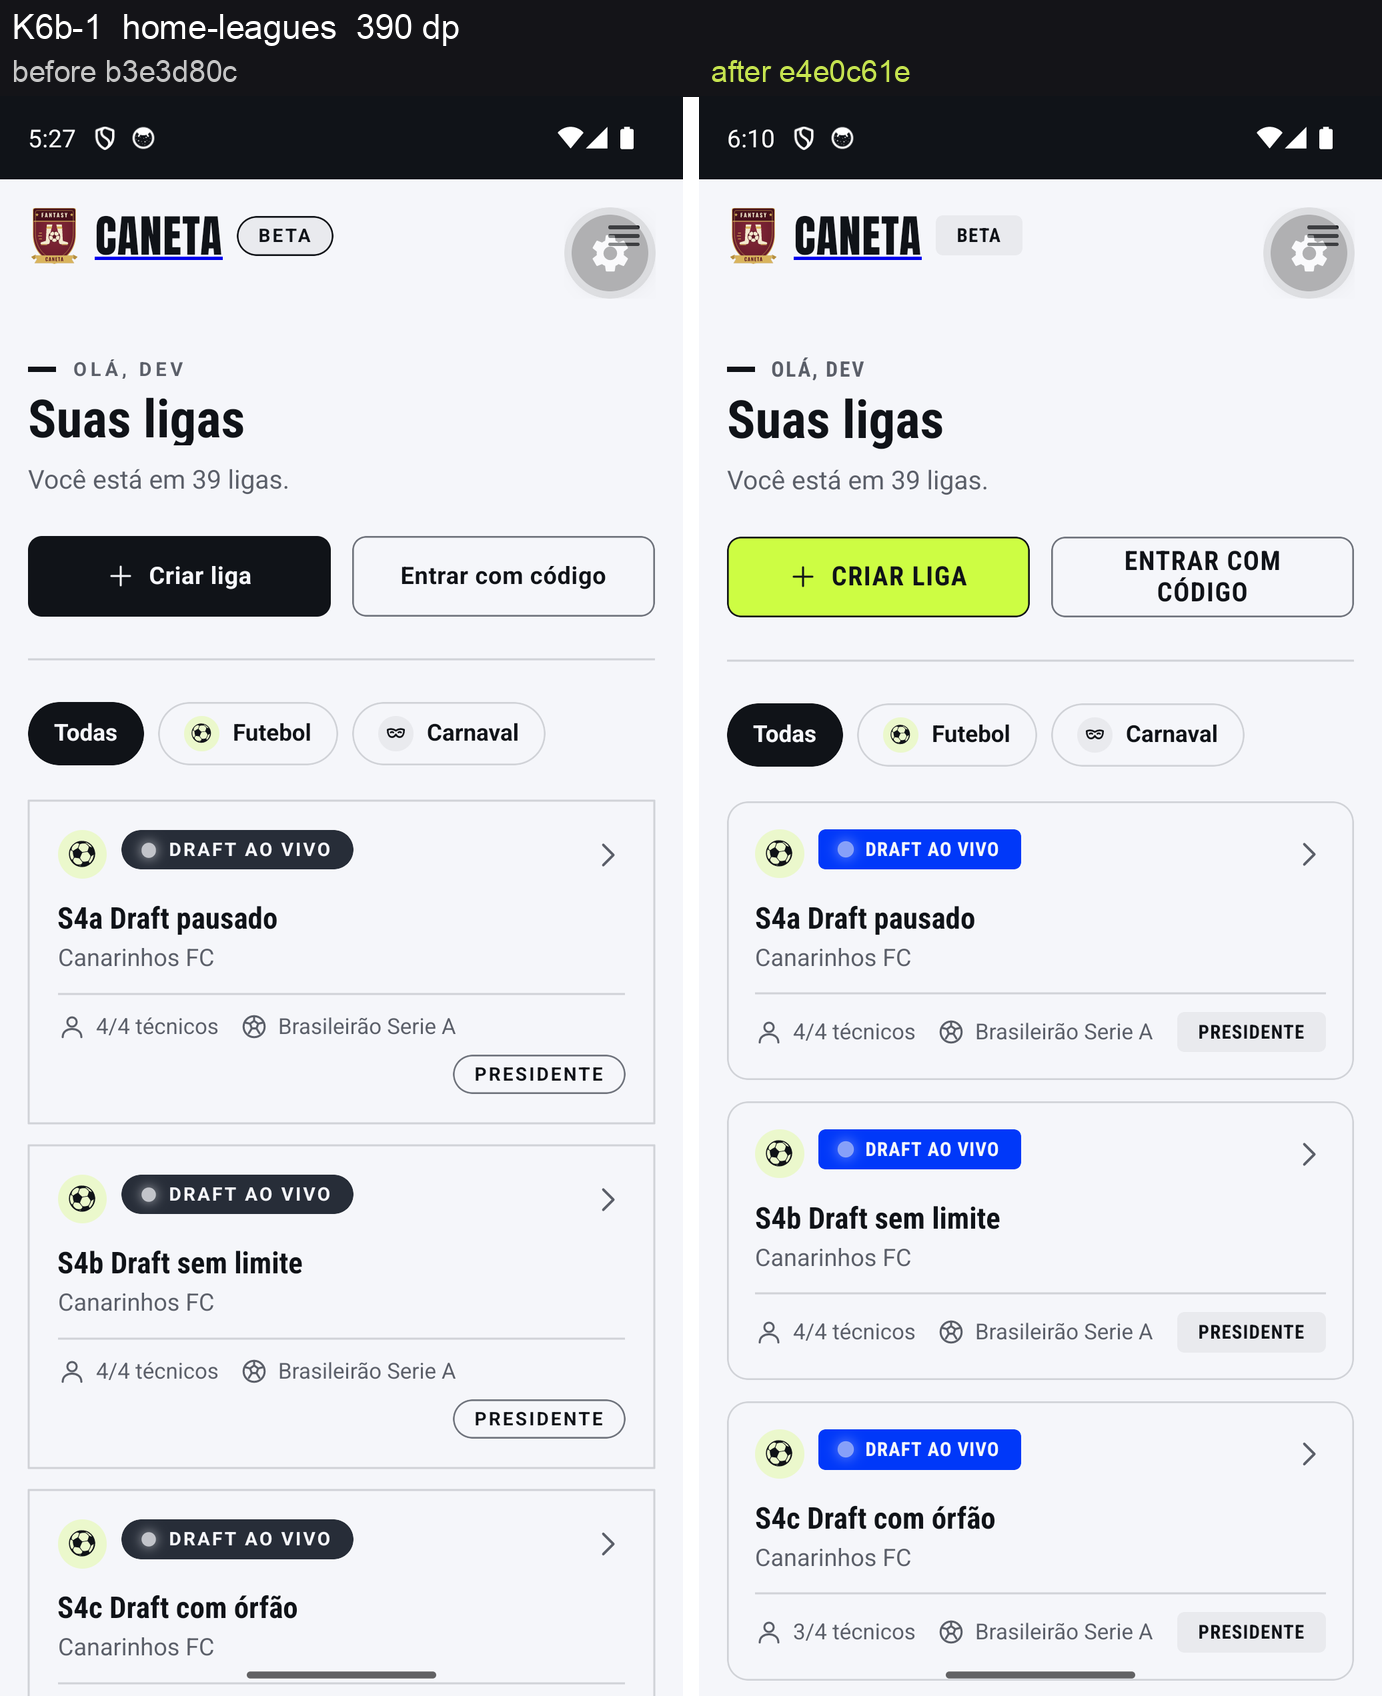 K6b-1 home-leagues 390 dp
before b3e3d80c
after e4e0c61e
5:27
FANTASY
CANETA
CANETA
BETA
OLÁ, DEV
Suas ligas
Você está em 39 ligas.
Criar liga
Entrar com código
Todas
Futebol
Carnaval
DRAFT AO VIVO
S4a Draft pausado
Canarinhos FC
4/4 técnicos
Brasileirão Serie A
PRESIDENTE
DRAFT AO VIVO
S4b Draft sem limite
Canarinhos FC
4/4 técnicos
Brasileirão Serie A
PRESIDENTE
DRAFT AO VIVO
S4c Draft com órfão
Canarinhos FC
6:10
FANTASY
CANETA
CANETA
BETA
OLÁ, DEV
Suas ligas
Você está em 39 ligas.
CRIAR LIGA
ENTRAR COM
CÓDIGO
Todas
Futebol
Carnaval
DRAFT AO VIVO
S4a Draft pausado
Canarinhos FC
4/4 técnicos
Brasileirão Serie A
PRESIDENTE
DRAFT AO VIVO
S4b Draft sem limite
Canarinhos FC
4/4 técnicos
Brasileirão Serie A
PRESIDENTE
DRAFT AO VIVO
S4c Draft com órfão
Canarinhos FC
3/4 técnicos
Brasileirão Serie A
PRESIDENTE